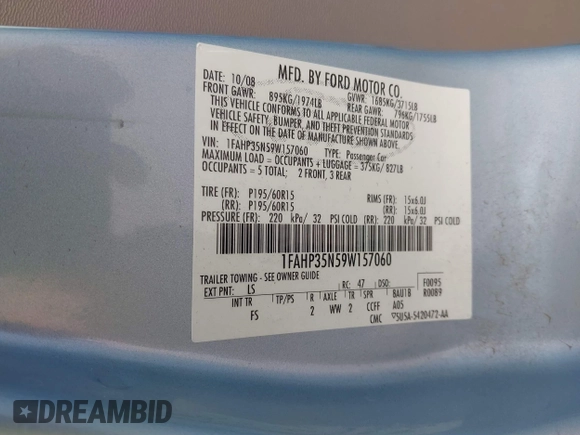 MFD. BY FORD MOTOR CO.
DATE: 10/08 GVWR: 1685KG/3715LB
FRONT GAWR: 895KG/1974LB REAR GAWR: 796KG/1755LB
THIS VEHICLE CONFORMS TO ALL APPLICABLE FEDERAL MOTOR
VEHICLE SAFETY, BUMPER, AND THEFT PREVENTION STANDARDS
IN EFFECT ON THE DATE OF MANUFACTURE SHOWN ABOVE.
VIN: 1FAHP35N59W157060 TYPE: Passenger Car
MAXIMUM LOAD = OCCUPANTS + LUGGAGE = 375KG/827LB
OCCUPANTS = 5 TOTAL: 2 FRONT, 3 REAR
TIRE (FR): P195/60R15 RIMS (FR): 15x6.0J
(RR): P195/60R15 (RR): 15x6.0J
PRESSURE (FR): 220 kPa/ 32 PSI COLD (RR): 220 kPa/ 32 PSI COLD
1FAHP35N59W157060
TRAILER TOWING - SEE OWNER GUIDE
EXT PNT: LS RC: 47 DSO: F0095
INT TR TP/PS R AXLE TR SPR BAU1B R0089
FS 2 WW 2 CCFF A05
CMC 5U5A-5420472-AA
DREAMBID